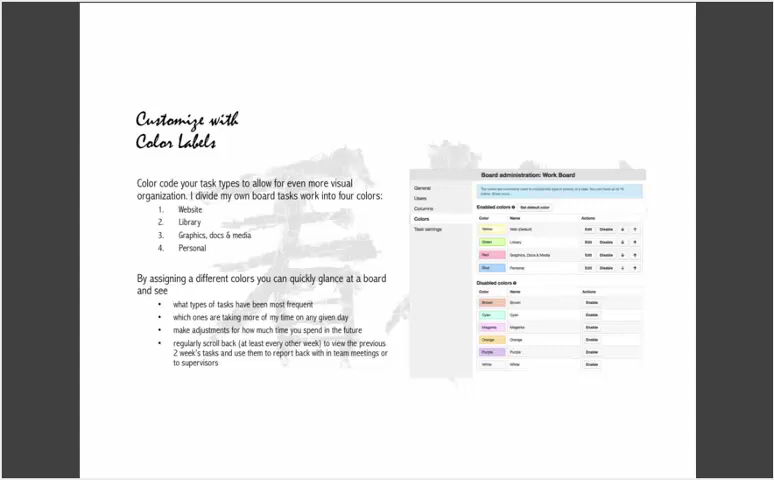 Customize with
Color Labels
Color code your task types to allow for even more visual
organization. I divide my own board tasks work into four colors:
1. Website
2. Library
3. Graphics, docs & media
4. Personal
By assigning a different colors you can quickly glance at a board
and see
• what types of tasks have been most frequent
• which ones are taking more of my time on any given day
• make adjustments for how much time you spend in the future
• regularly scroll back (at least every other week) to view the previous
2 week's tasks and use them to report back with in team meetings or
to supervisors
Board administration: Work Board
General
Users
Columns
Colors
Task settings
Enabled colors
Set default color
Color Name Actions
Yellow Web (default) Edit Disable
Green Library Edit Disable
Red Graphics, Docs & Media Edit Disable
Blue Personal Edit Disable
Disabled colors
Color Name Actions
Brown Brown Enable
Cyan Cyan Enable
Magenta Magenta Enable
Orange Orange Enable
Purple Purple Enable
White White Enable